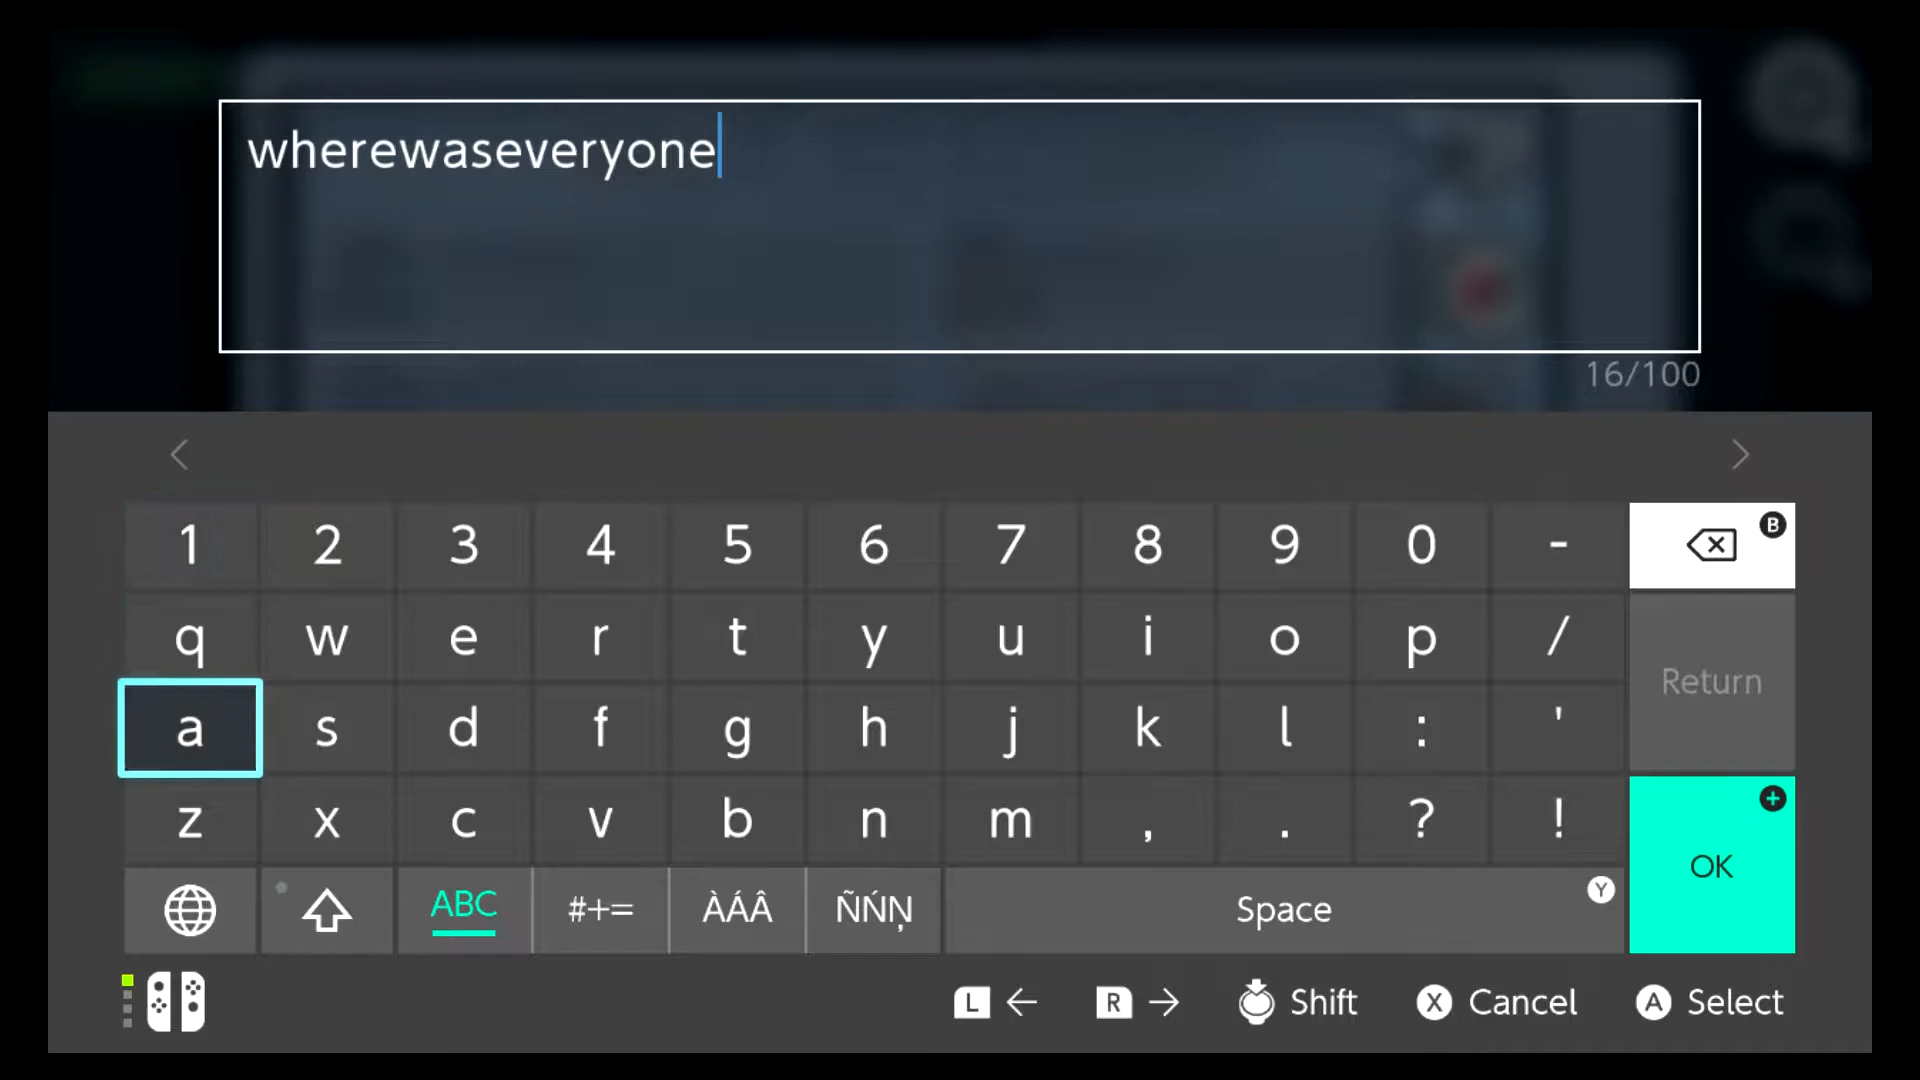 wherewaseveryone
16/100
1 2 3 4 5 6 7 8 9 0 - B
q w e r t y u i o p / Return
a s d f g h j k l : '
z x c v b n m , . ? ! + OK
ABC #+= ÀÁÂ ÑŃŅ Space Y
L ← R → Shift X Cancel A Select